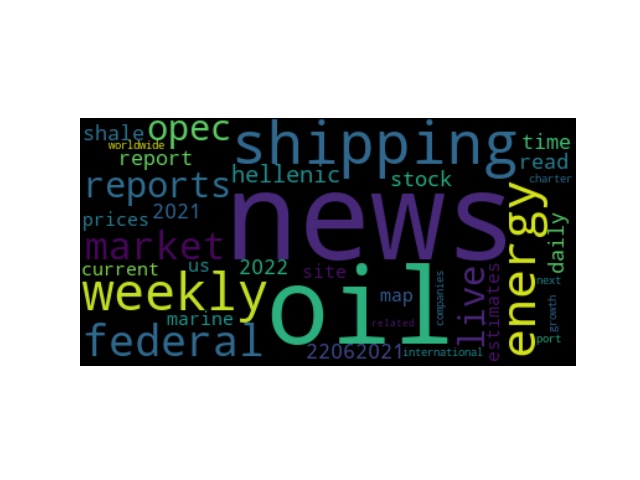 shale
opec
worldwide
report
shipping
time
read
charter
hellenic
stock
reports
prices
2021
news
energy
daily
market
current
us
2022
site
weekly
oil
map
companies
live
estimates
next
growth
port
marine
related
federal
22062021
international